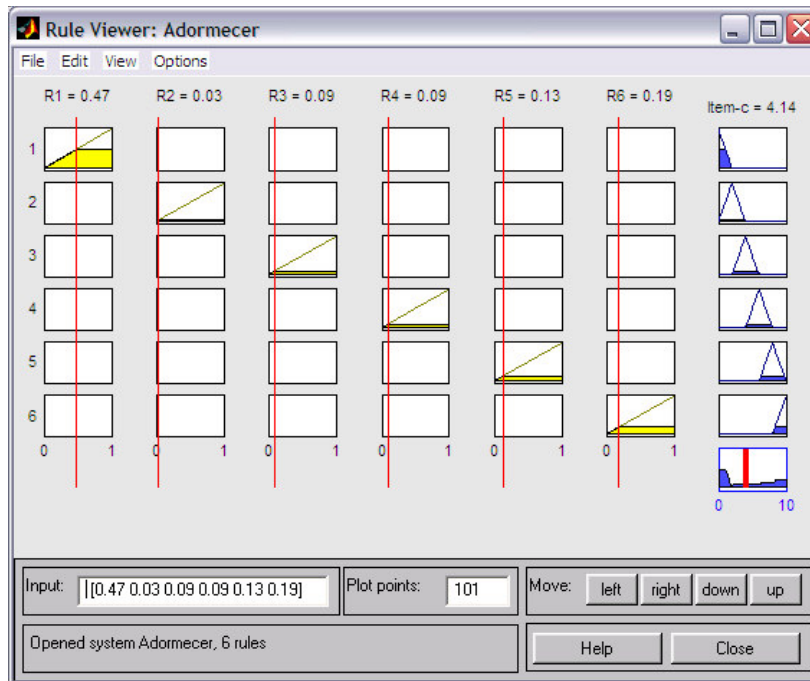 Rule Viewer: Adormecer
File Edit View Options
R1 = 0.47 R2 = 0.03 R3 = 0.09 R4 = 0.09 R5 = 0.13 R6 = 0.19 Item-c = 4.14
1
2
3
4
5
6
0 1 0 1 0 1 0 1 0 1 0 1
0 10
Input: [0.47 0.03 0.09 0.09 0.13 0.19] Plot points: 101 Move: left right down up
Opened system Adormecer, 6 rules Help Close